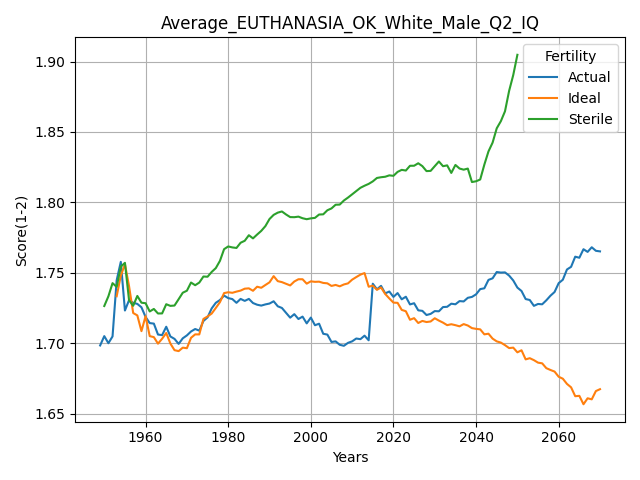 Average_EUTHANASIA_OK_White_Male_Q2_IQ
Fertility
Actual
Ideal
Sterile
Score(1-2)
1.90
1.85
1.80
1.75
1.70
1.65
1960 1980 2000 2020 2040 2060
Years